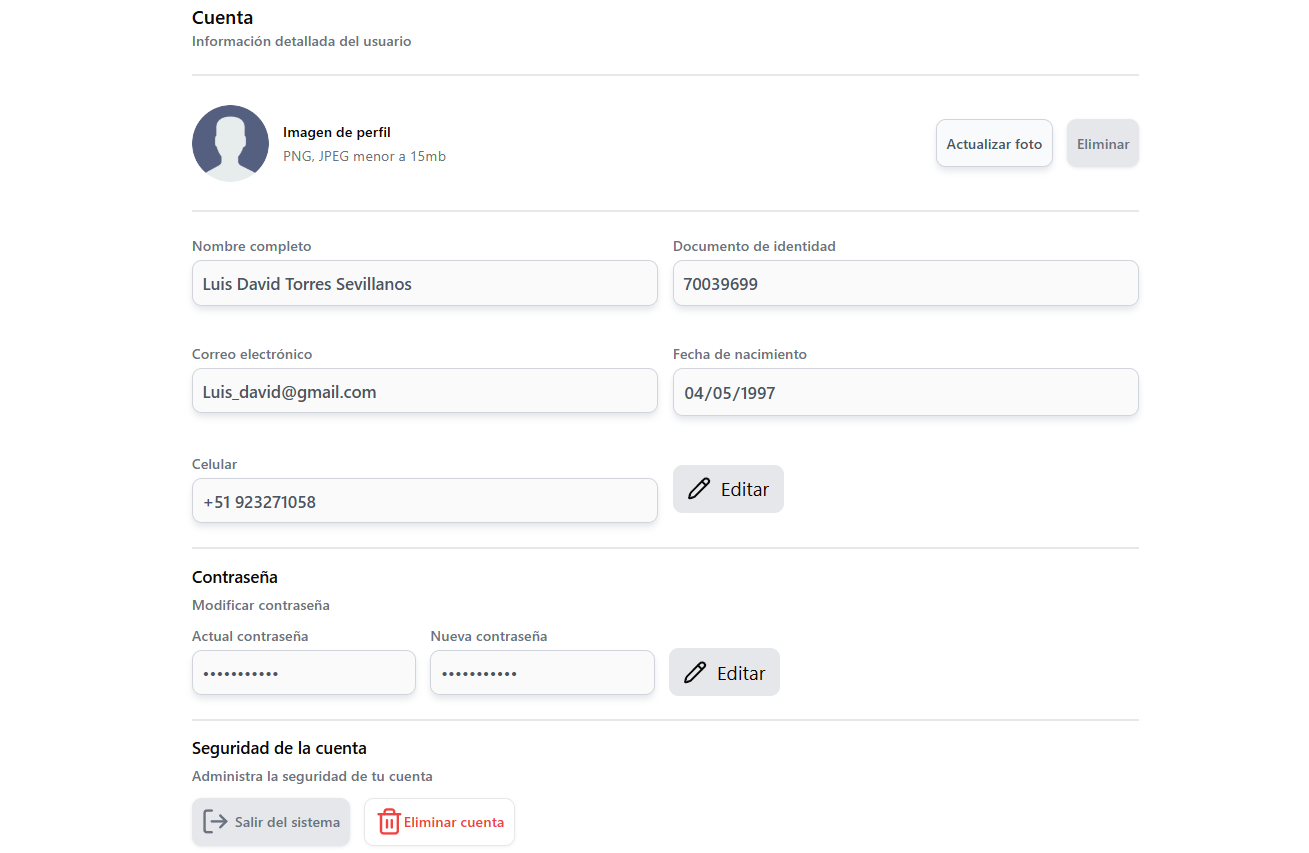 Cuenta
Información detallada del usuario
Imagen de perfil
PNG, JPEG menor a 15mb
Actualizar foto
Eliminar
Nombre completo
Documento de identidad
Luis David Torres Sevillanos
70039699
Correo electrónico
Fecha de nacimiento
Luis_david@gmail.com
04/05/1997
Celular
+51 923271058
Editar
Contraseña
Modificar contraseña
Actual contraseña
Nueva contraseña
•••••••••••
•••••••••••
Editar
Seguridad de la cuenta
Administra la seguridad de tu cuenta
Salir del sistema
Eliminar cuenta